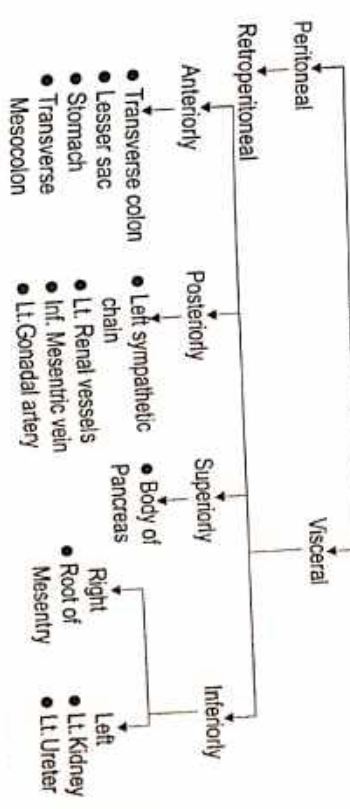 Peritoneal
Visceral
Retroperitoneal
Anteriorly
● Transverse colon
● Lesser sac
● Stomach
● Transverse
Mesocolon
Posteriorly
● Left sympathetic
chain
● Lt. Renal vessels
● Inf. Mesentric vein
● Lt.Gonadal artery
Superiorly
● Body of
Pancreas
Inferiorly
Right
● Root of
Mesentry
Left
● Lt.Kidney
● Lt.Ureter